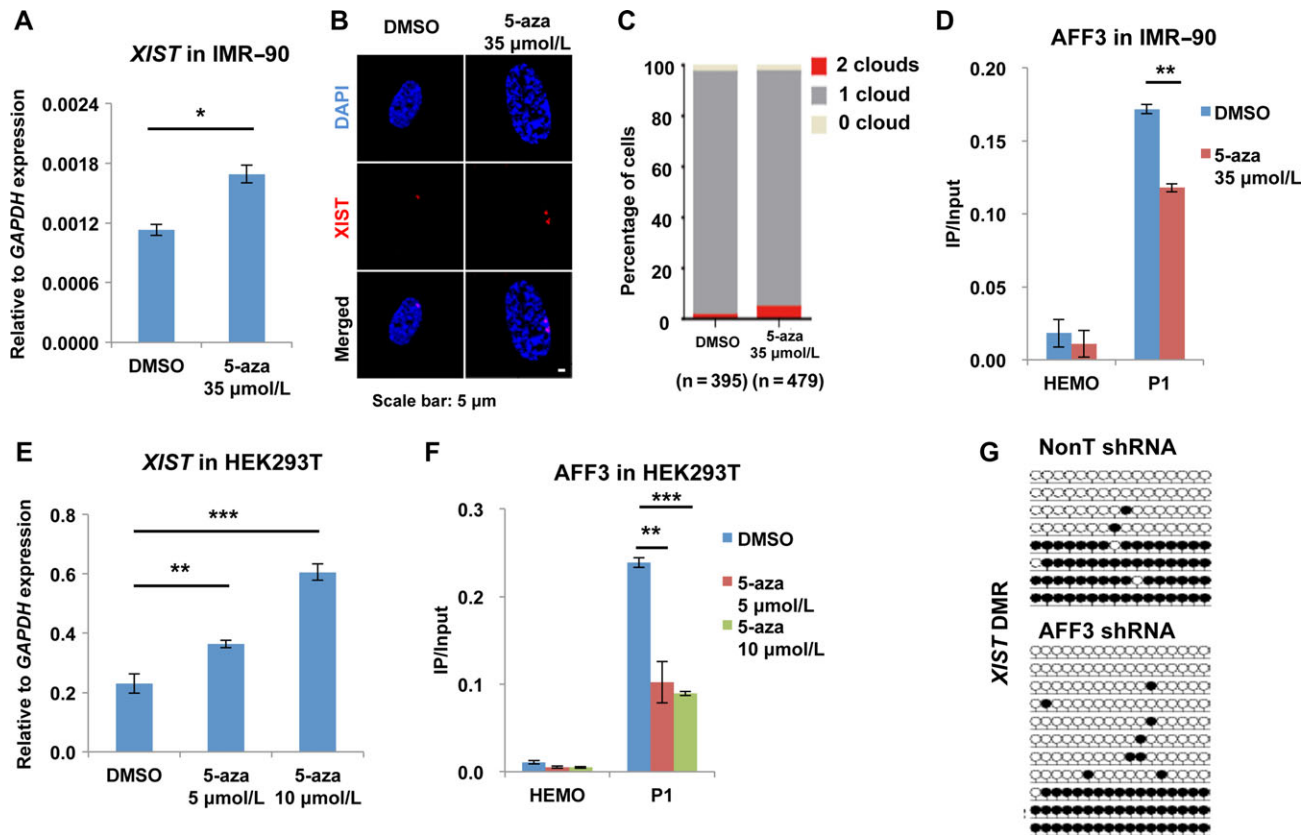 A
XIST in IMR–90
Relative to GAPDH expression
0.0024
0.0018
0.0012
0.0006
0.0000
*
DMSO
5-aza
35 µmol/L
B
DMSO
5-aza
35 µmol/L
DAPI
XIST
Merged
Scale bar: 5 µm
C
Percentage of cells
100
80
60
40
20
0
2 clouds
1 cloud
0 cloud
DMSO
5-aza
35 µmol/L
(n = 395)
(n = 479)
D
AFF3 in IMR–90
IP/Input
0.20
0.15
0.10
0.05
0.00
**
DMSO
5-aza
35 µmol/L
HEMO
P1
E
XIST in HEK293T
Relative to GAPDH expression
0.8
0.6
0.4
0.2
0.0
***
**
DMSO
5-aza
5 µmol/L
5-aza
10 µmol/L
F
AFF3 in HEK293T
IP/Input
0.3
0.2
0.1
0.0
***
**
DMSO
5-aza
5 µmol/L
5-aza
10 µmol/L
HEMO
P1
G
NonT shRNA
XIST DMR
AFF3 shRNA